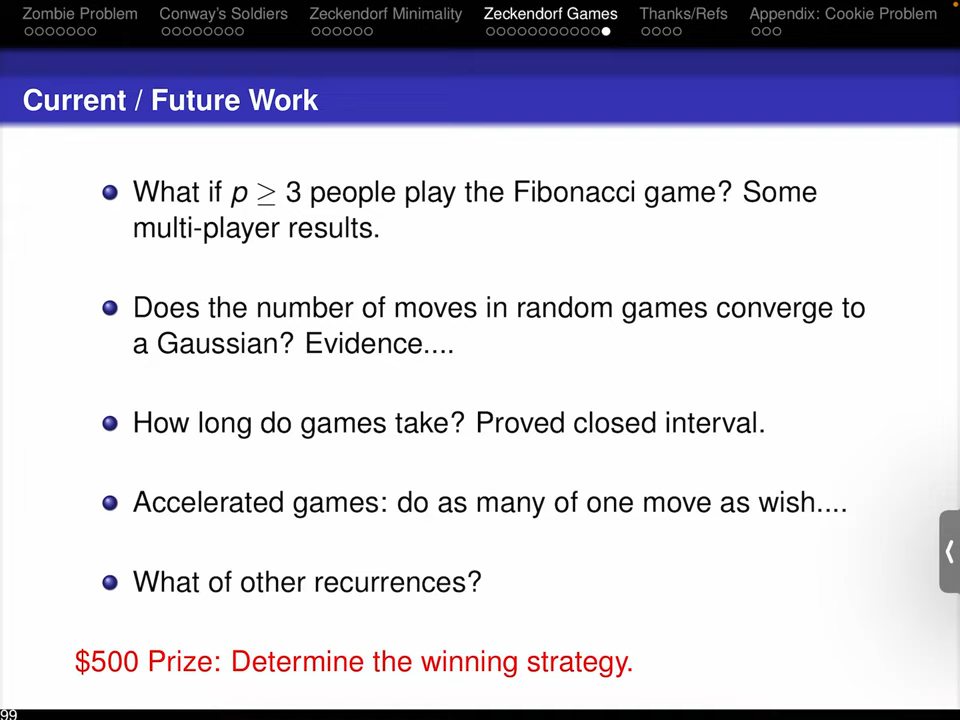 Zombie Problem Conway's Soldiers Zeckendorf Minimality Zeckendorf Games Thanks/Refs Appendix: Cookie Problem
Current / Future Work
What if p ≥ 3 people play the Fibonacci game? Some
multi-player results.
Does the number of moves in random games converge to
a Gaussian? Evidence....
How long do games take? Proved closed interval.
Accelerated games: do as many of one move as wish....
What of other recurrences?
$500 Prize: Determine the winning strategy.
99